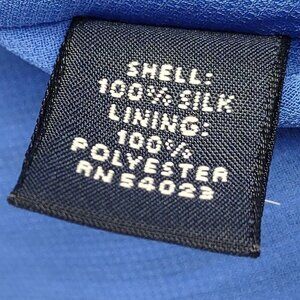 SHELL:
100% SILK
LINING:
100%
POLYESTER
RN 54023